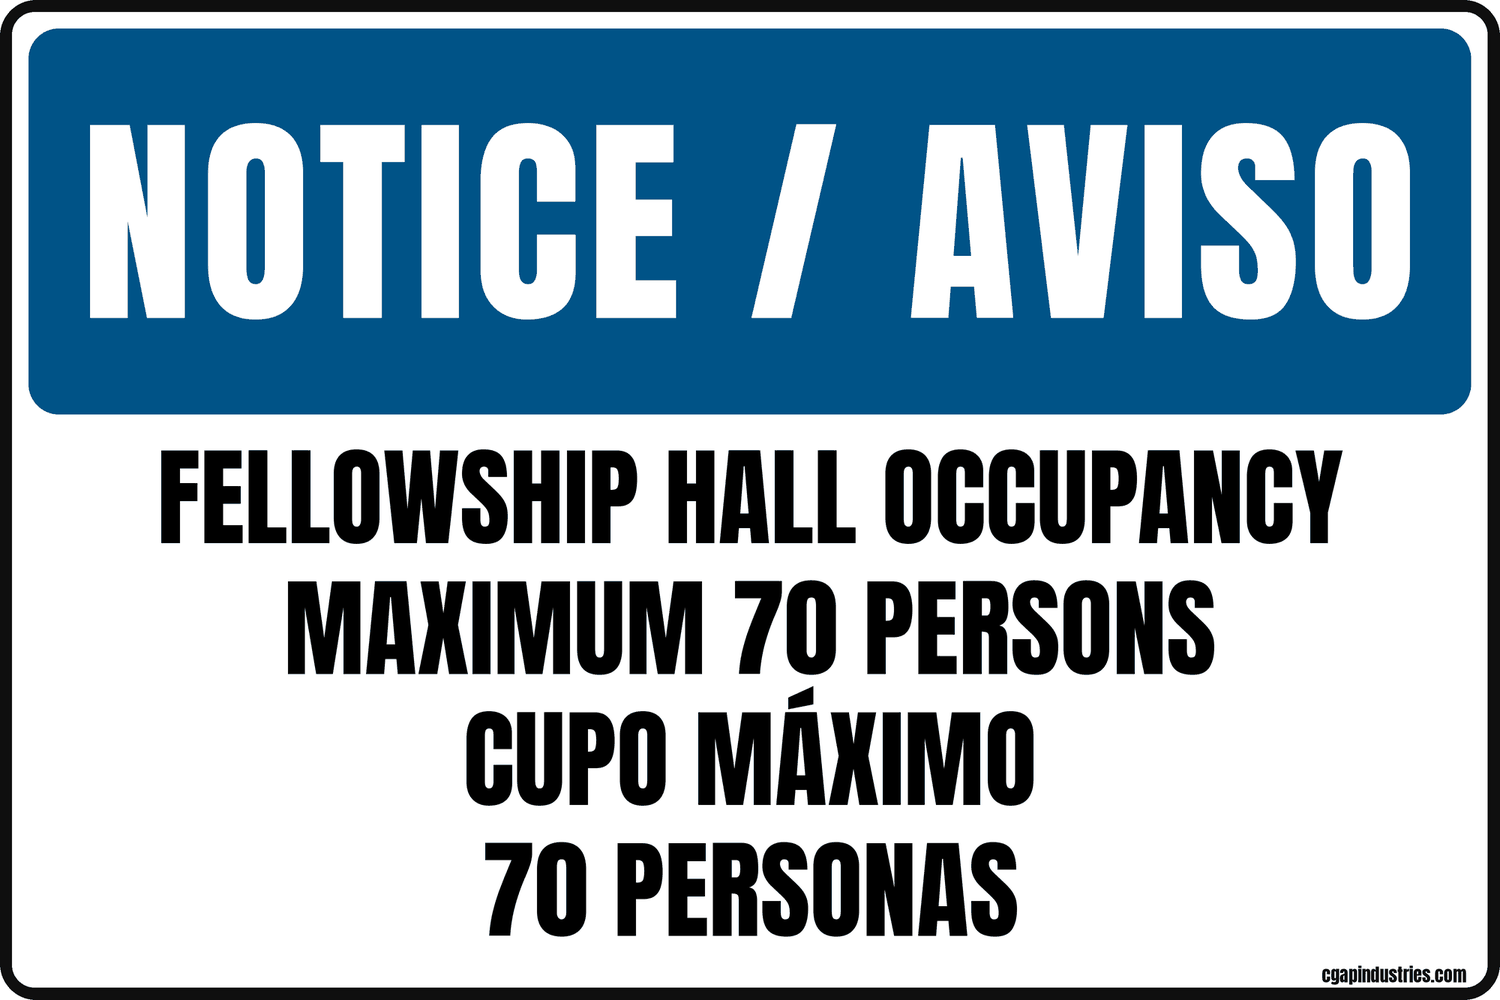 NOTICE / AVISO
FELLOWSHIP HALL OCCUPANCY
MAXIMUM 70 PERSONS
CUPO MÁXIMO
70 PERSONAS
cgapindustries.com